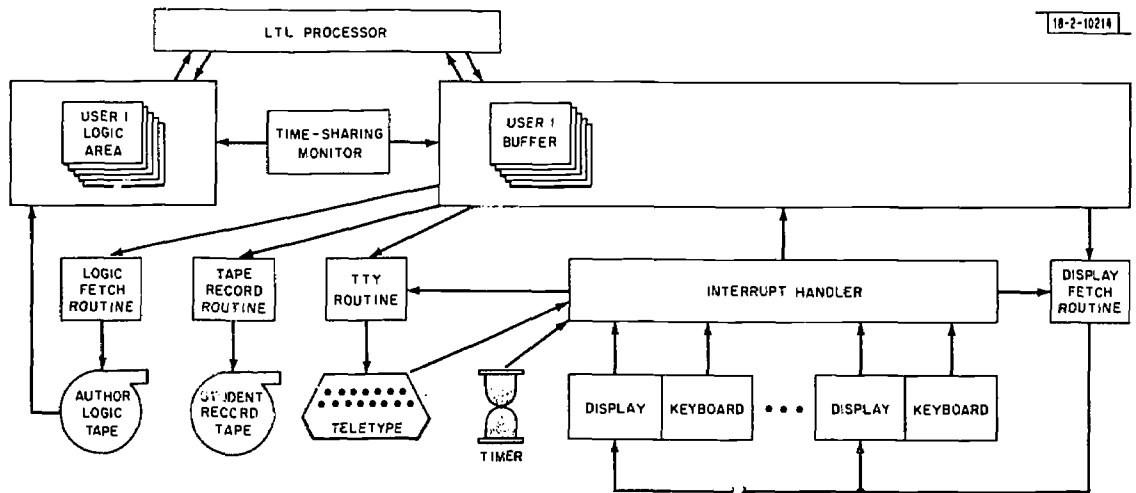 18-2-10214
LTL PROCESSOR
USER 1
LOGIC
AREA
TIME-SHARING
MONITOR
USER 1
BUFFER
LOGIC
FETCH
ROUTINE
TAPE
RECORD
ROUTINE
TTY
ROUTINE
INTERRUPT HANDLER
DISPLAY
FETCH
ROUTINE
AUTHOR
LOGIC
TAPE
STUDENT
RECORD
TAPE
TELETYPE
TIMER
DISPLAY
KEYBOARD
DISPLAY
KEYBOARD